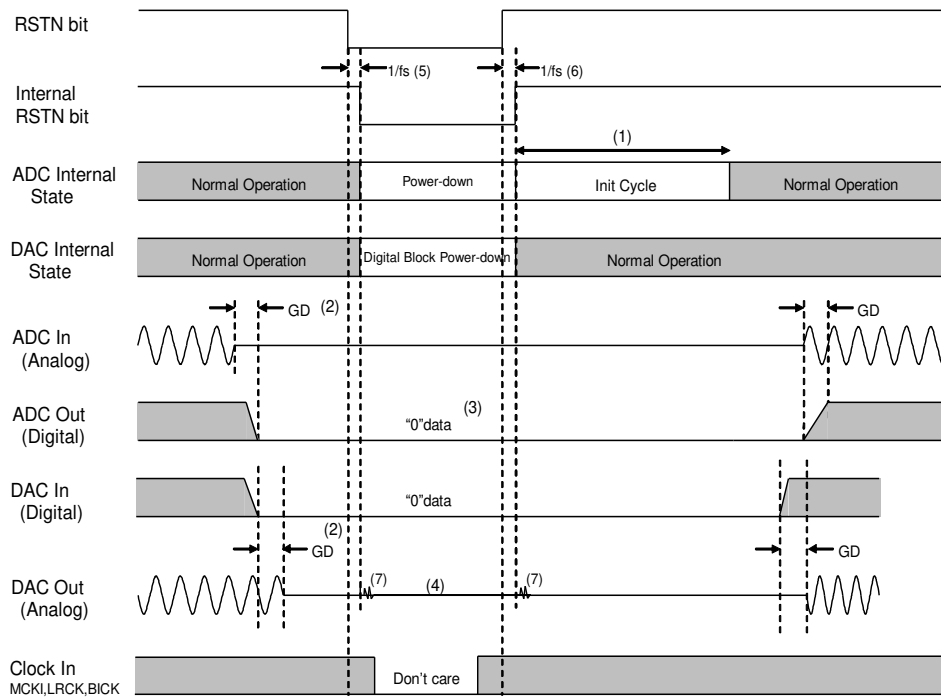 RSTN bit
1/fs (5)
1/fs (6)
Internal
RSTN bit
(1)
ADC Internal
State
Normal Operation
Power-down
Init Cycle
Normal Operation
DAC Internal
State
Normal Operation
Digital Block Power-down
Normal Operation
GD (2)
GD
ADC In
(Analog)
ADC Out
(Digital)
(3)
“0”data
DAC In
(Digital)
“0”data
(2)
GD
GD
DAC Out
(Analog)
(7)
(4)
(7)
Clock In
MCKI,LRCK,BICK
Don’t care